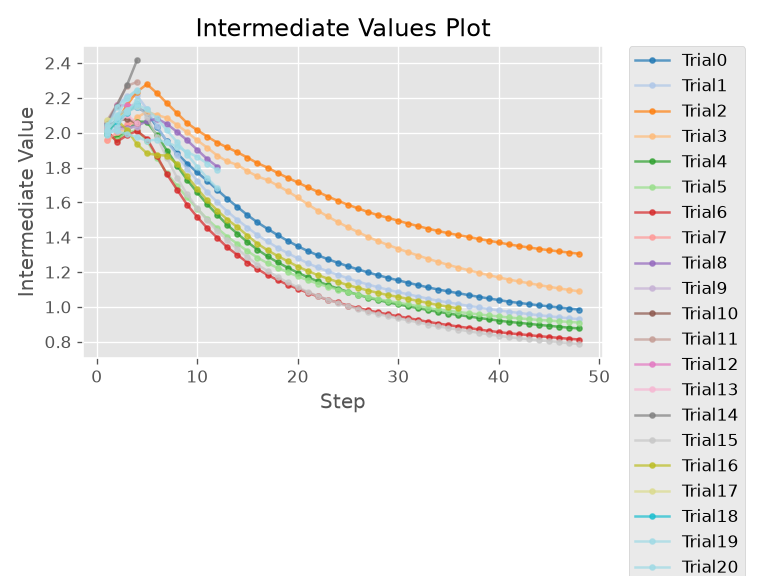 Intermediate Values Plot
2.4
2.2
2.0
1.8
1.6
1.4
1.2
1.0
0.8
Intermediate Value
0
10
20
30
40
50
Step
Trial0
Trial1
Trial2
Trial3
Trial4
Trial5
Trial6
Trial7
Trial8
Trial9
Trial10
Trial11
Trial12
Trial13
Trial14
Trial15
Trial16
Trial17
Trial18
Trial19
Trial20